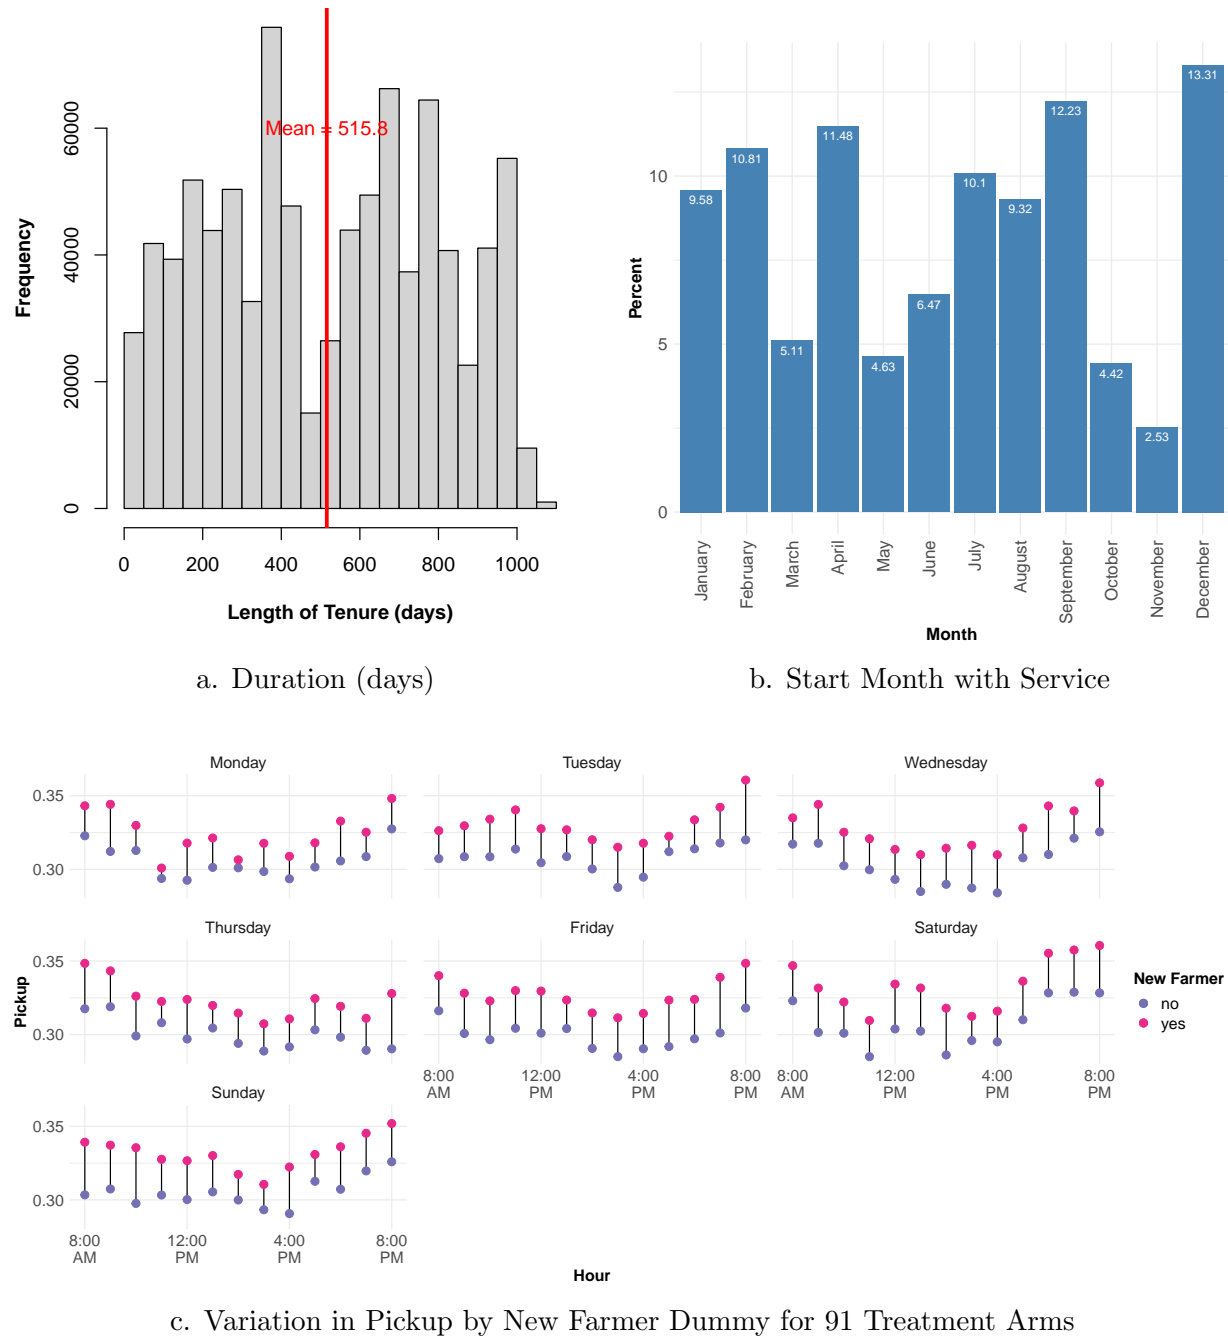 Frequency
0
20000
40000
60000
Mean = 515.8
0
200
400
600
800
1000
Length of Tenure (days)
a. Duration (days)
Percent
0
5
10
9.58
10.81
5.11
11.48
4.63
6.47
10.1
9.32
12.23
4.42
2.53
13.31
January
February
March
April
May
June
July
August
September
October
November
December
Month
b. Start Month with Service
Monday
Tuesday
Wednesday
0.35
0.30
Thursday
Friday
Saturday
0.35
0.30
Pickup
8:00 AM
12:00 PM
4:00 PM
8:00 PM
8:00 AM
12:00 PM
4:00 PM
8:00 PM
Sunday
0.35
0.30
8:00 AM
12:00 PM
4:00 PM
8:00 PM
Hour
New Farmer
no
yes
c. Variation in Pickup by New Farmer Dummy for 91 Treatment Arms